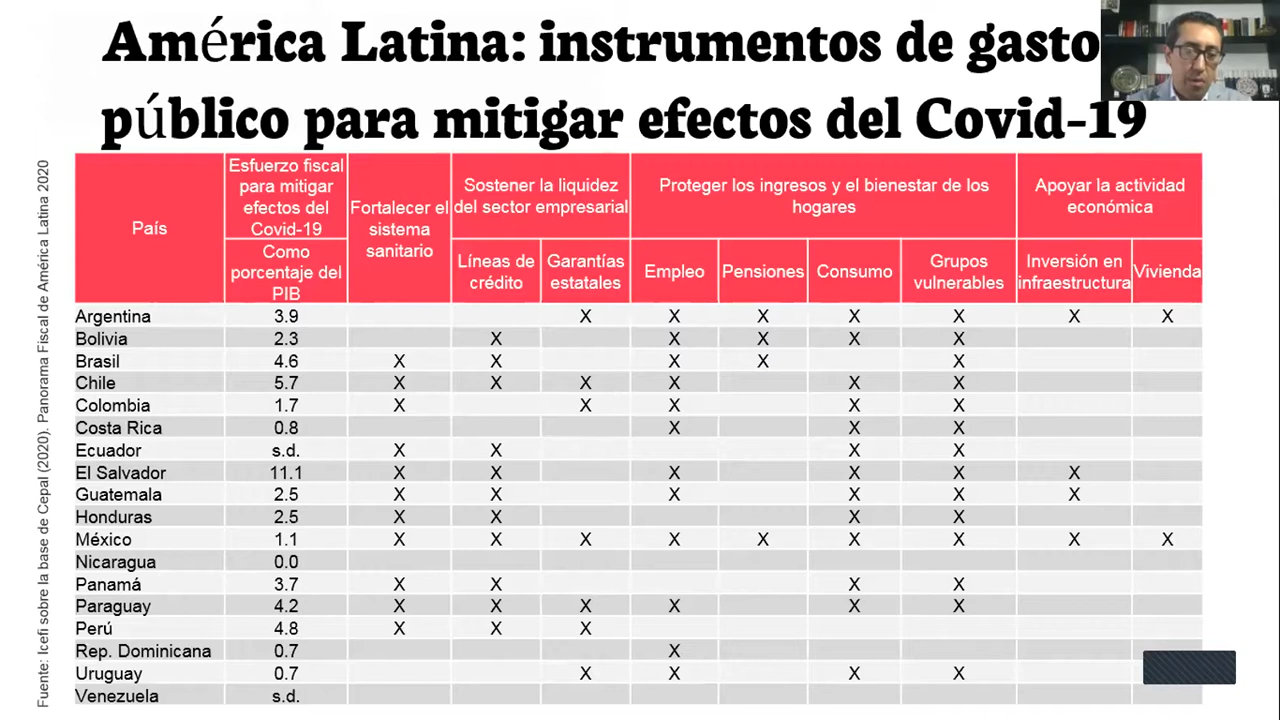 América Latina: instrumentos de gasto
público para mitigar efectos del Covid-19
País
Esfuerzo fiscal
para mitigar
efectos del
Covid-19
Como
porcentaje del
PIB
Fortalecer el
sistema
sanitario
Sostener la liquidez
del sector empresarial
Líneas de
crédito
Garantías
estatales
Proteger los ingresos y el bienestar de los
hogares
Empleo
Pensiones
Consumo
Grupos
vulnerables
Apoyar la actividad
económica
Inversión en
infraestructura
Vivienda
Argentina 3.9 X X X X X X X
Bolivia 2.3 X X X X X
Brasil 4.6 X X X X X
Chile 5.7 X X X X X X
Colombia 1.7 X X X X X
Costa Rica 0.8 X X X
Ecuador s.d. X X X X
El Salvador 11.1 X X X X X X
Guatemala 2.5 X X X X X X
Honduras 2.5 X X X X
México 1.1 X X X X X X X X X
Nicaragua 0.0
Panamá 3.7 X X X X
Paraguay 4.2 X X X X X X
Perú 4.8 X X X
Rep. Dominicana 0.7 X
Uruguay 0.7 X X X X
Venezuela s.d.
Fuente: Icefi sobre la base de Cepal (2020). Panorama Fiscal de América Latina 2020